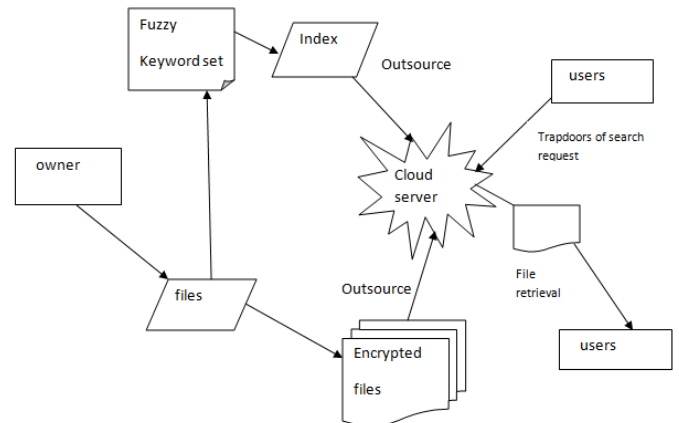 Fuzzy
Keyword set
Index
Outsource
users
Trapdoors of search
request
owner
Cloud
server
files
Outsource
File
retrieval
Encrypted
files
users